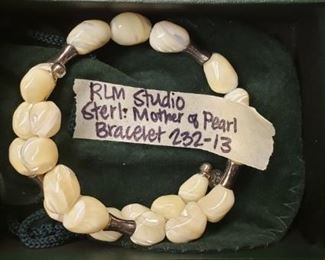 RLM Studio
Sterl. Mother of Pearl
Bracelet 232-13